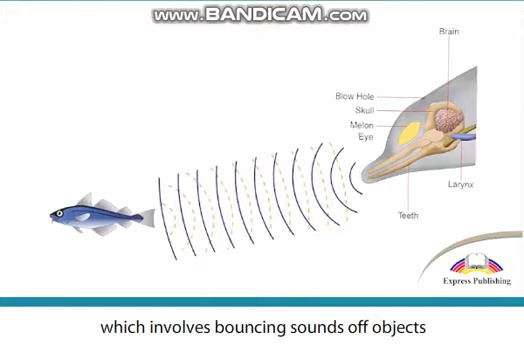 www.BANDICAM.com
Brain
Blow Hole
Skull
Melon
Eye
Larynx
Teeth
Express Publishing
which involves bouncing sounds off objects